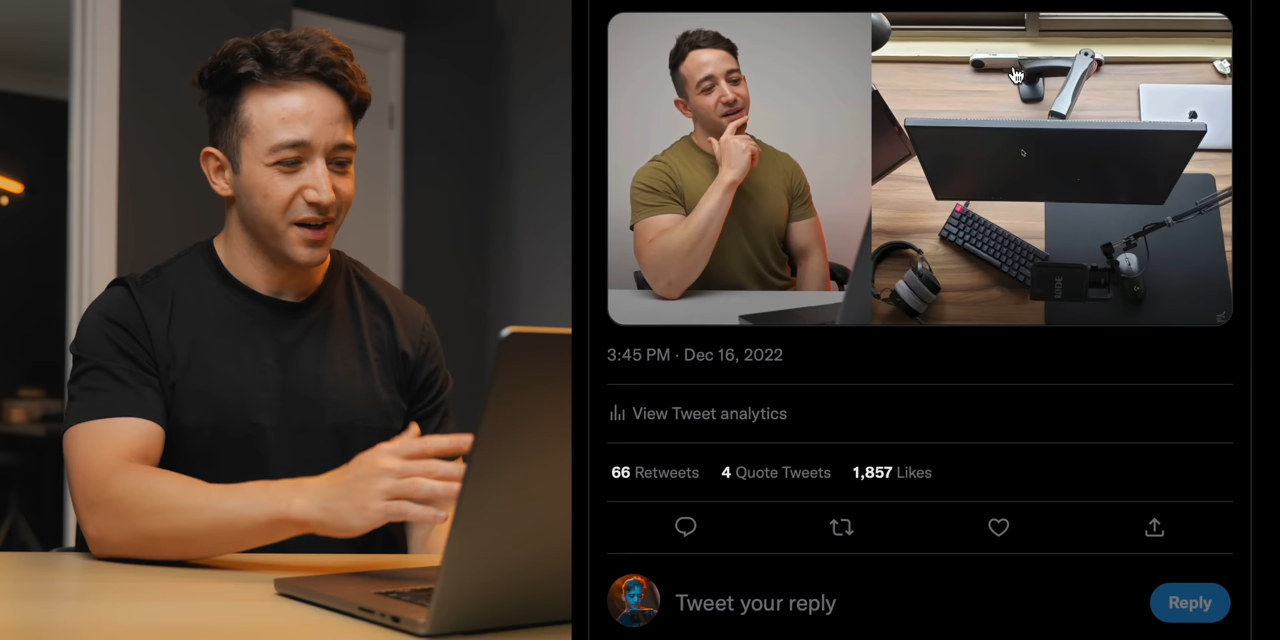 RØDE
3:45 PM · Dec 16, 2022
View Tweet analytics
66 Retweets 4 Quote Tweets 1,857 Likes
Tweet your reply
Reply